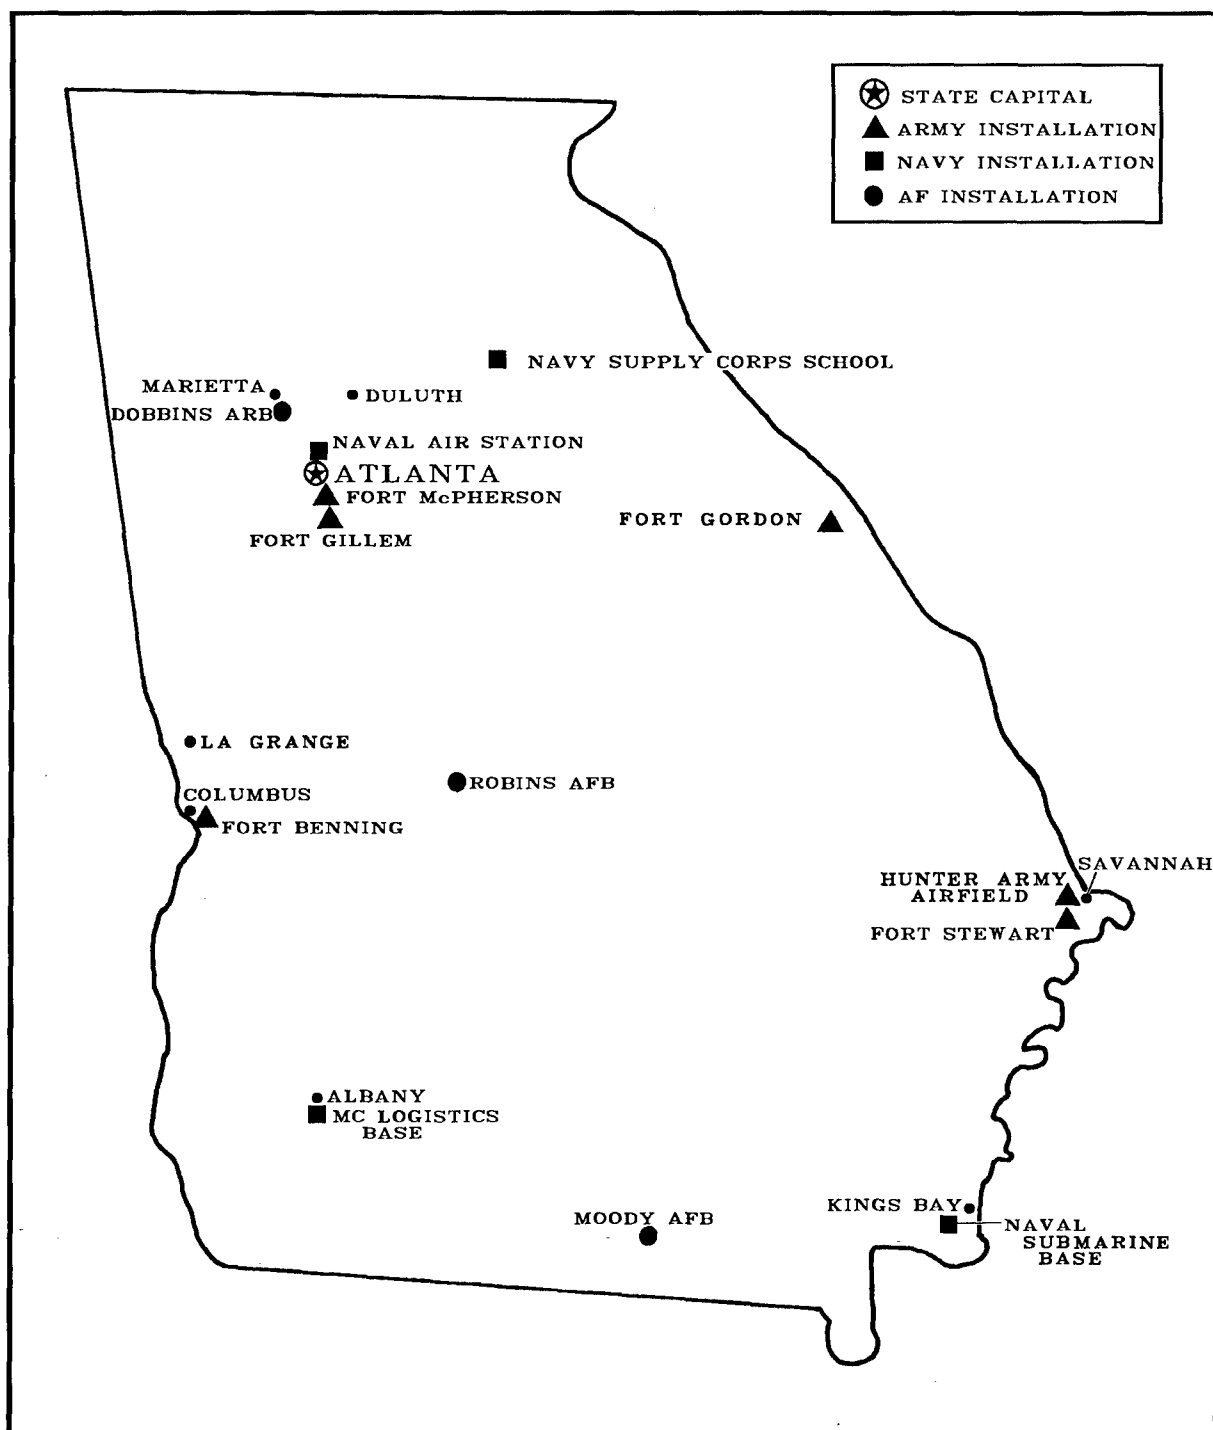 STATE CAPITAL
ARMY INSTALLATION
NAVY INSTALLATION
AF INSTALLATION
NAVY SUPPLY CORPS SCHOOL
MARIETTA
DULUTH
DOBBINS ARB
NAVAL AIR STATION
ATLANTA
FORT McPHERSON
FORT GORDON
FORT GILLEM
LA GRANGE
ROBINS AFB
COLUMBUS
FORT BENNING
SAVANNAH
HUNTER ARMY
AIRFIELD
FORT STEWART
ALBANY
MC LOGISTICS
BASE
KINGS BAY
MOODY AFB
NAVAL
SUBMARINE
BASE